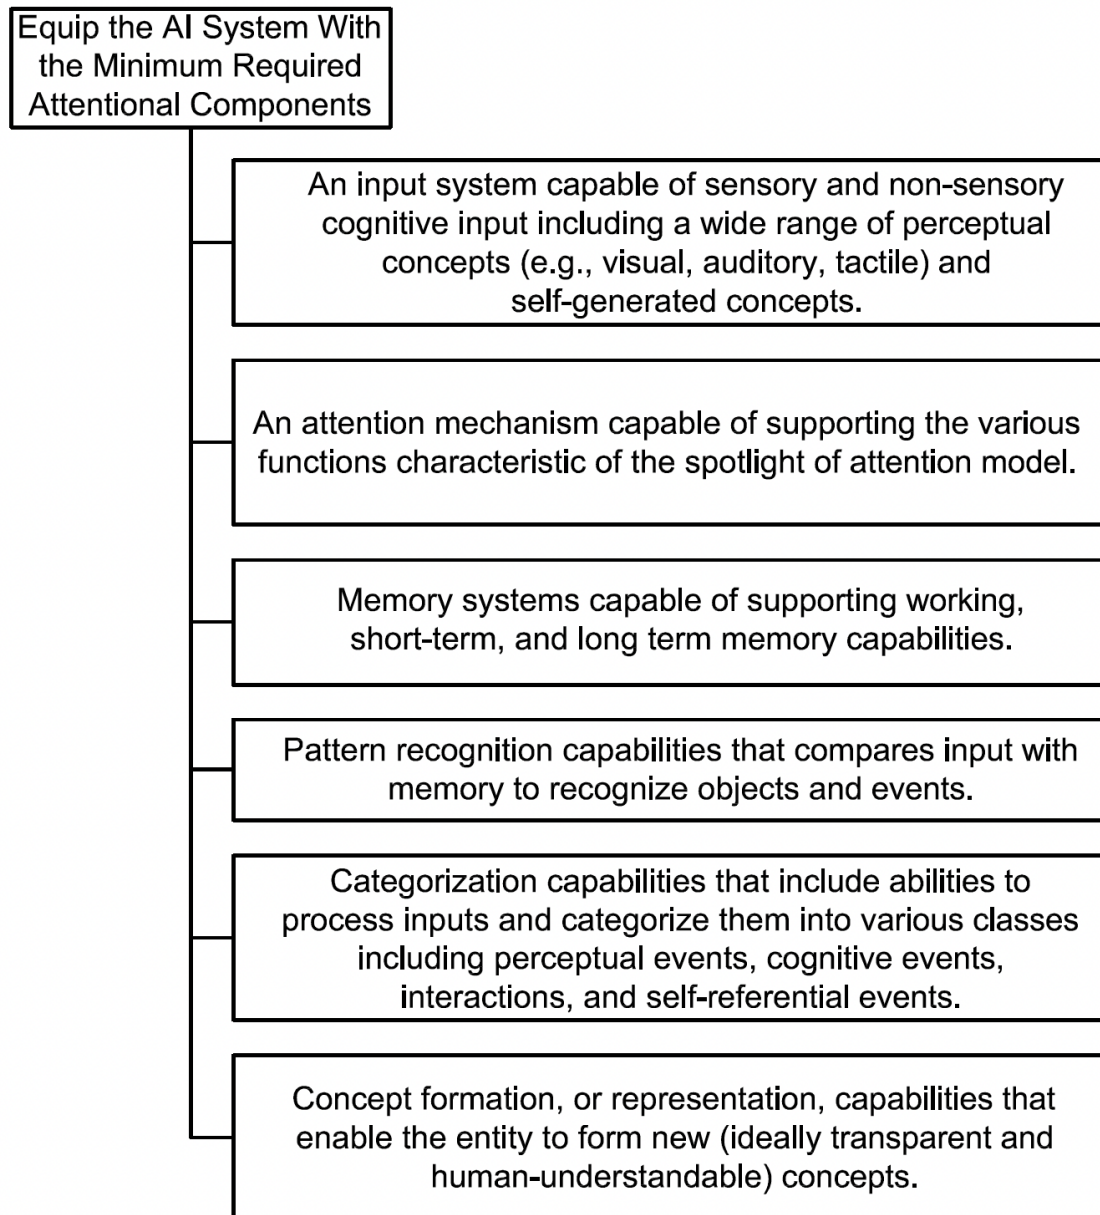 Equip the AI System With
the Minimum Required
Attentional Components
An input system capable of sensory and non-sensory
cognitive input including a wide range of perceptual
concepts (e.g., visual, auditory, tactile) and
self-generated concepts.
An attention mechanism capable of supporting the various
functions characteristic of the spotlight of attention model.
Memory systems capable of supporting working,
short-term, and long term memory capabilities.
Pattern recognition capabilities that compares input with
memory to recognize objects and events.
Categorization capabilities that include abilities to
process inputs and categorize them into various classes
including perceptual events, cognitive events,
interactions, and self-referential events.
Concept formation, or representation, capabilities that
enable the entity to form new (ideally transparent and
human-understandable) concepts.